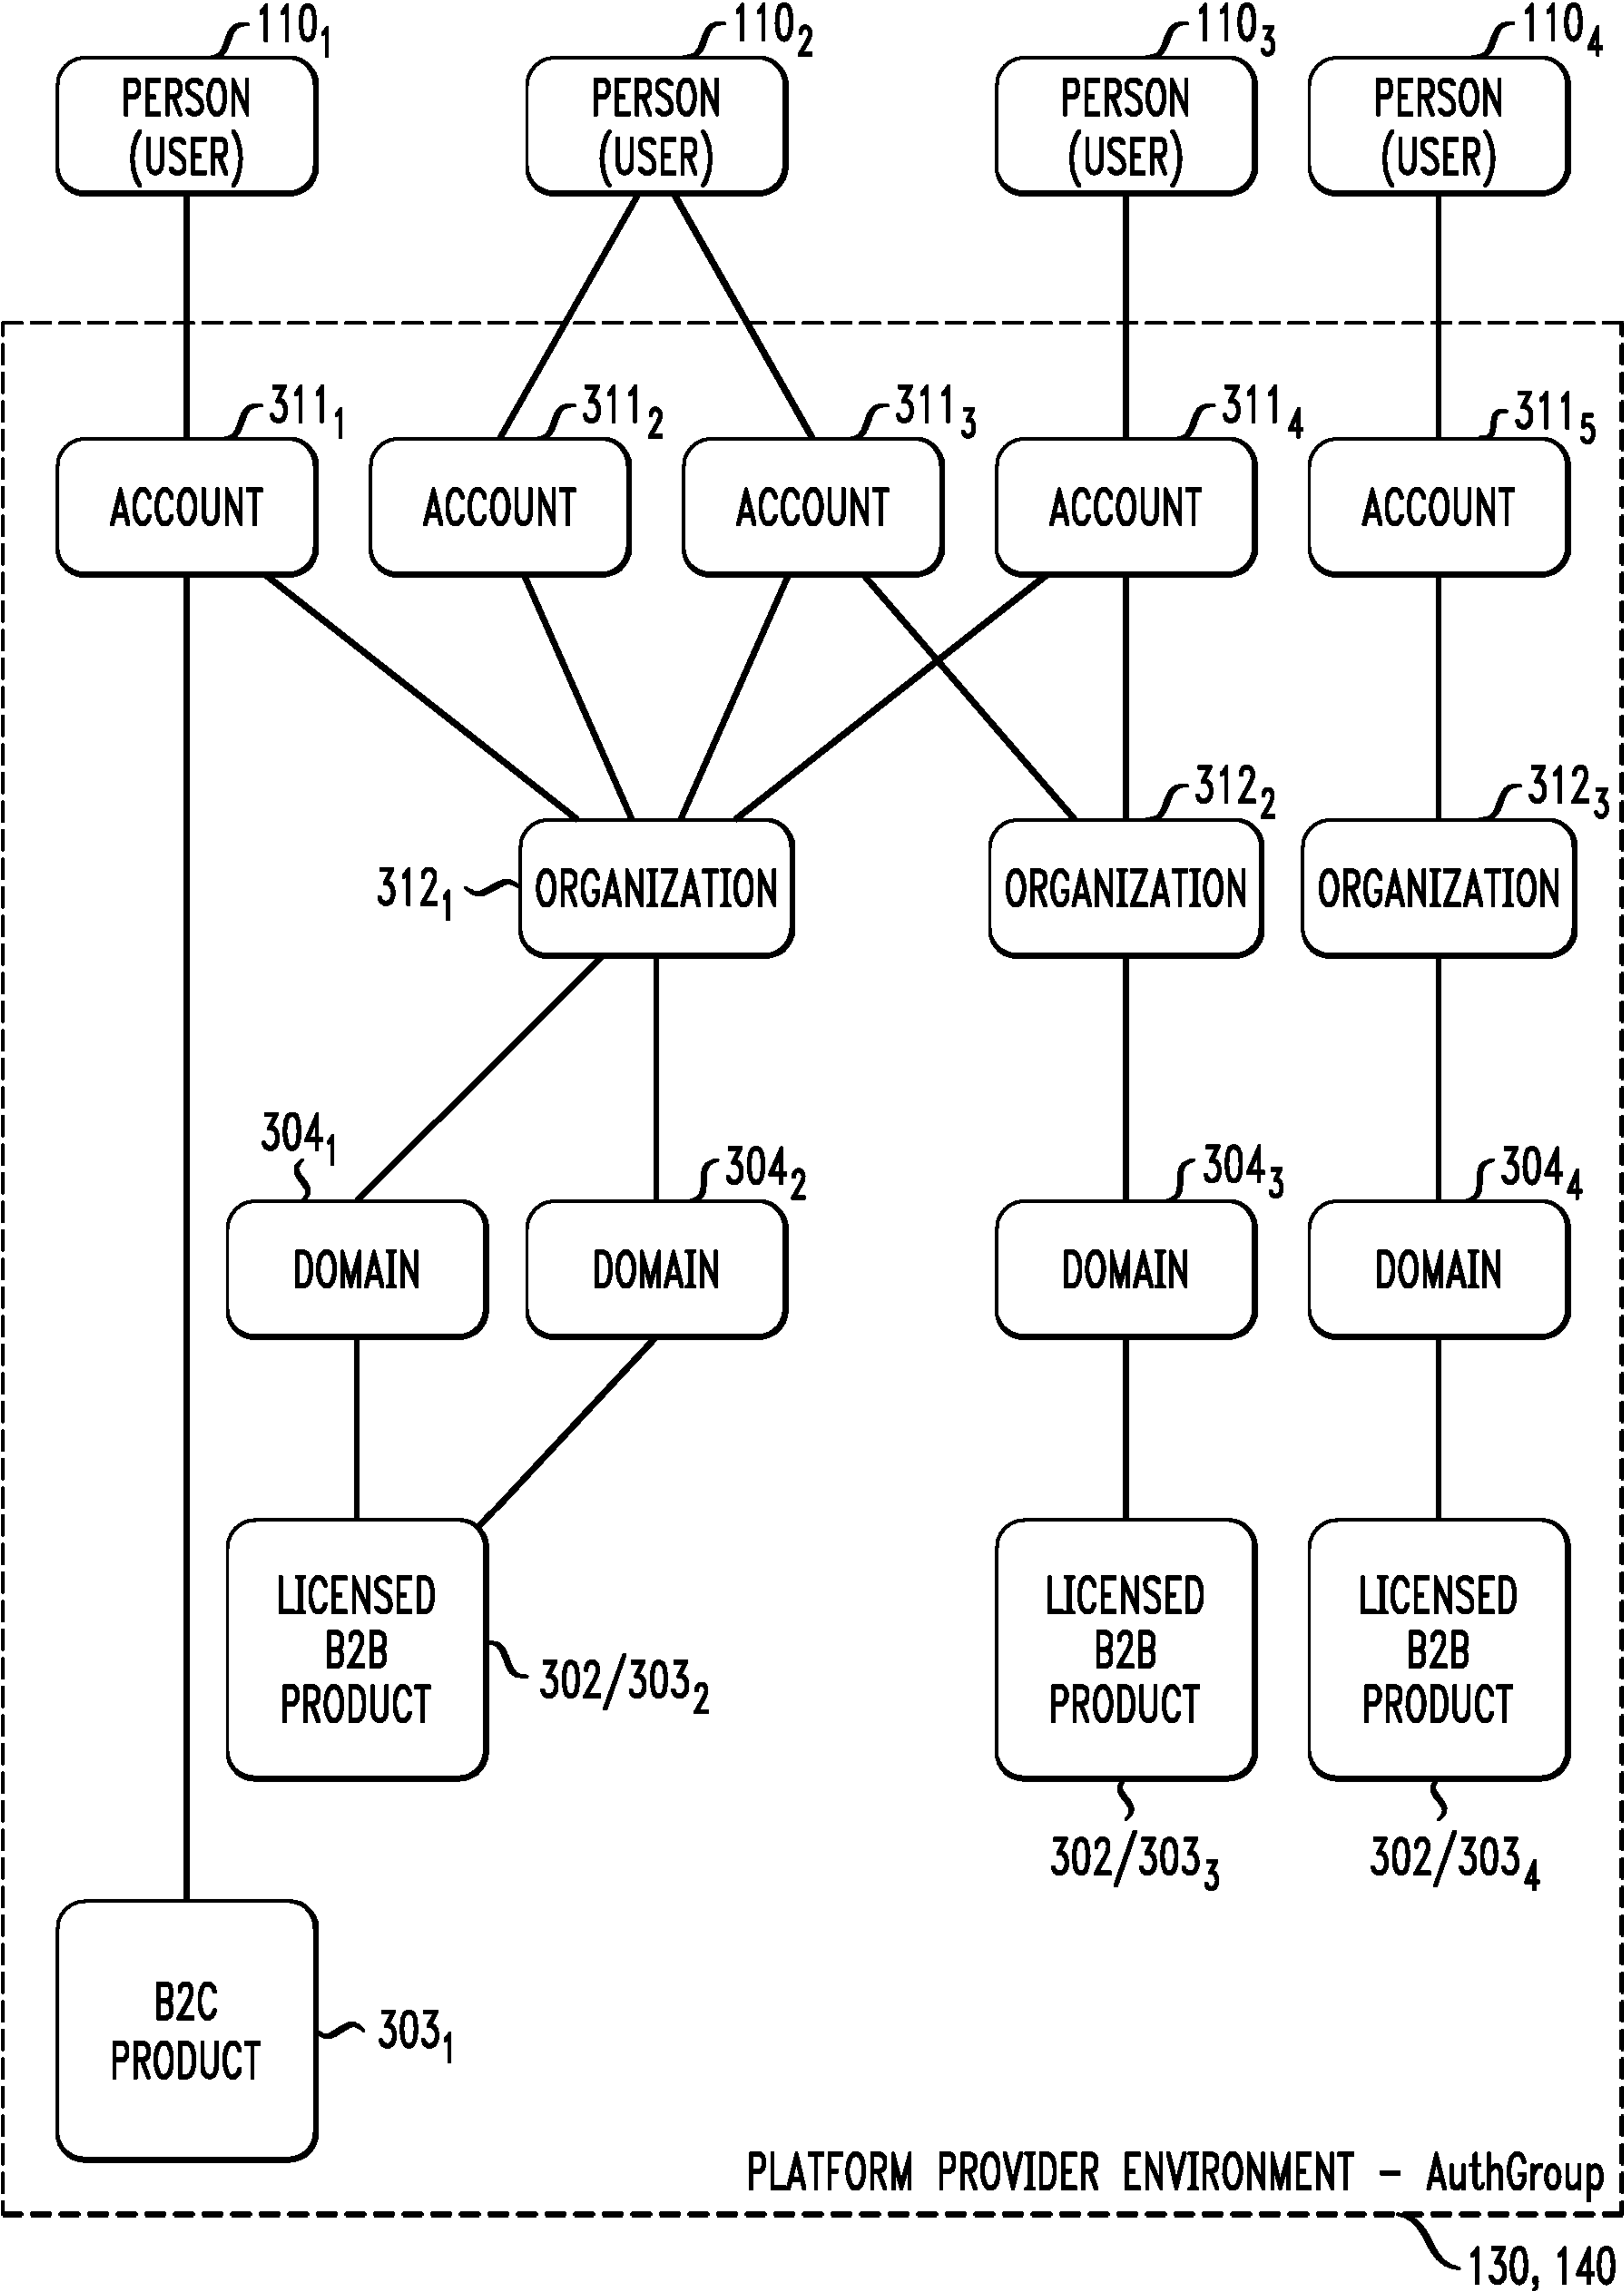 110₁
110₂
110₃
110₄
PERSON
(USER)
PERSON
(USER)
PERSON
(USER)
PERSON
(USER)
311₁
311₂
311₃
311₄
311₅
ACCOUNT
ACCOUNT
ACCOUNT
ACCOUNT
ACCOUNT
312₁
312₂
312₃
ORGANIZATION
ORGANIZATION
ORGANIZATION
304₁
304₂
304₃
304₄
DOMAIN
DOMAIN
DOMAIN
DOMAIN
LICENSED
B2B
PRODUCT
302/303₂
LICENSED
B2B
PRODUCT
302/303₃
LICENSED
B2B
PRODUCT
302/303₄
B2C
PRODUCT
303₁
PLATFORM PROVIDER ENVIRONMENT - AuthGroup
130, 140